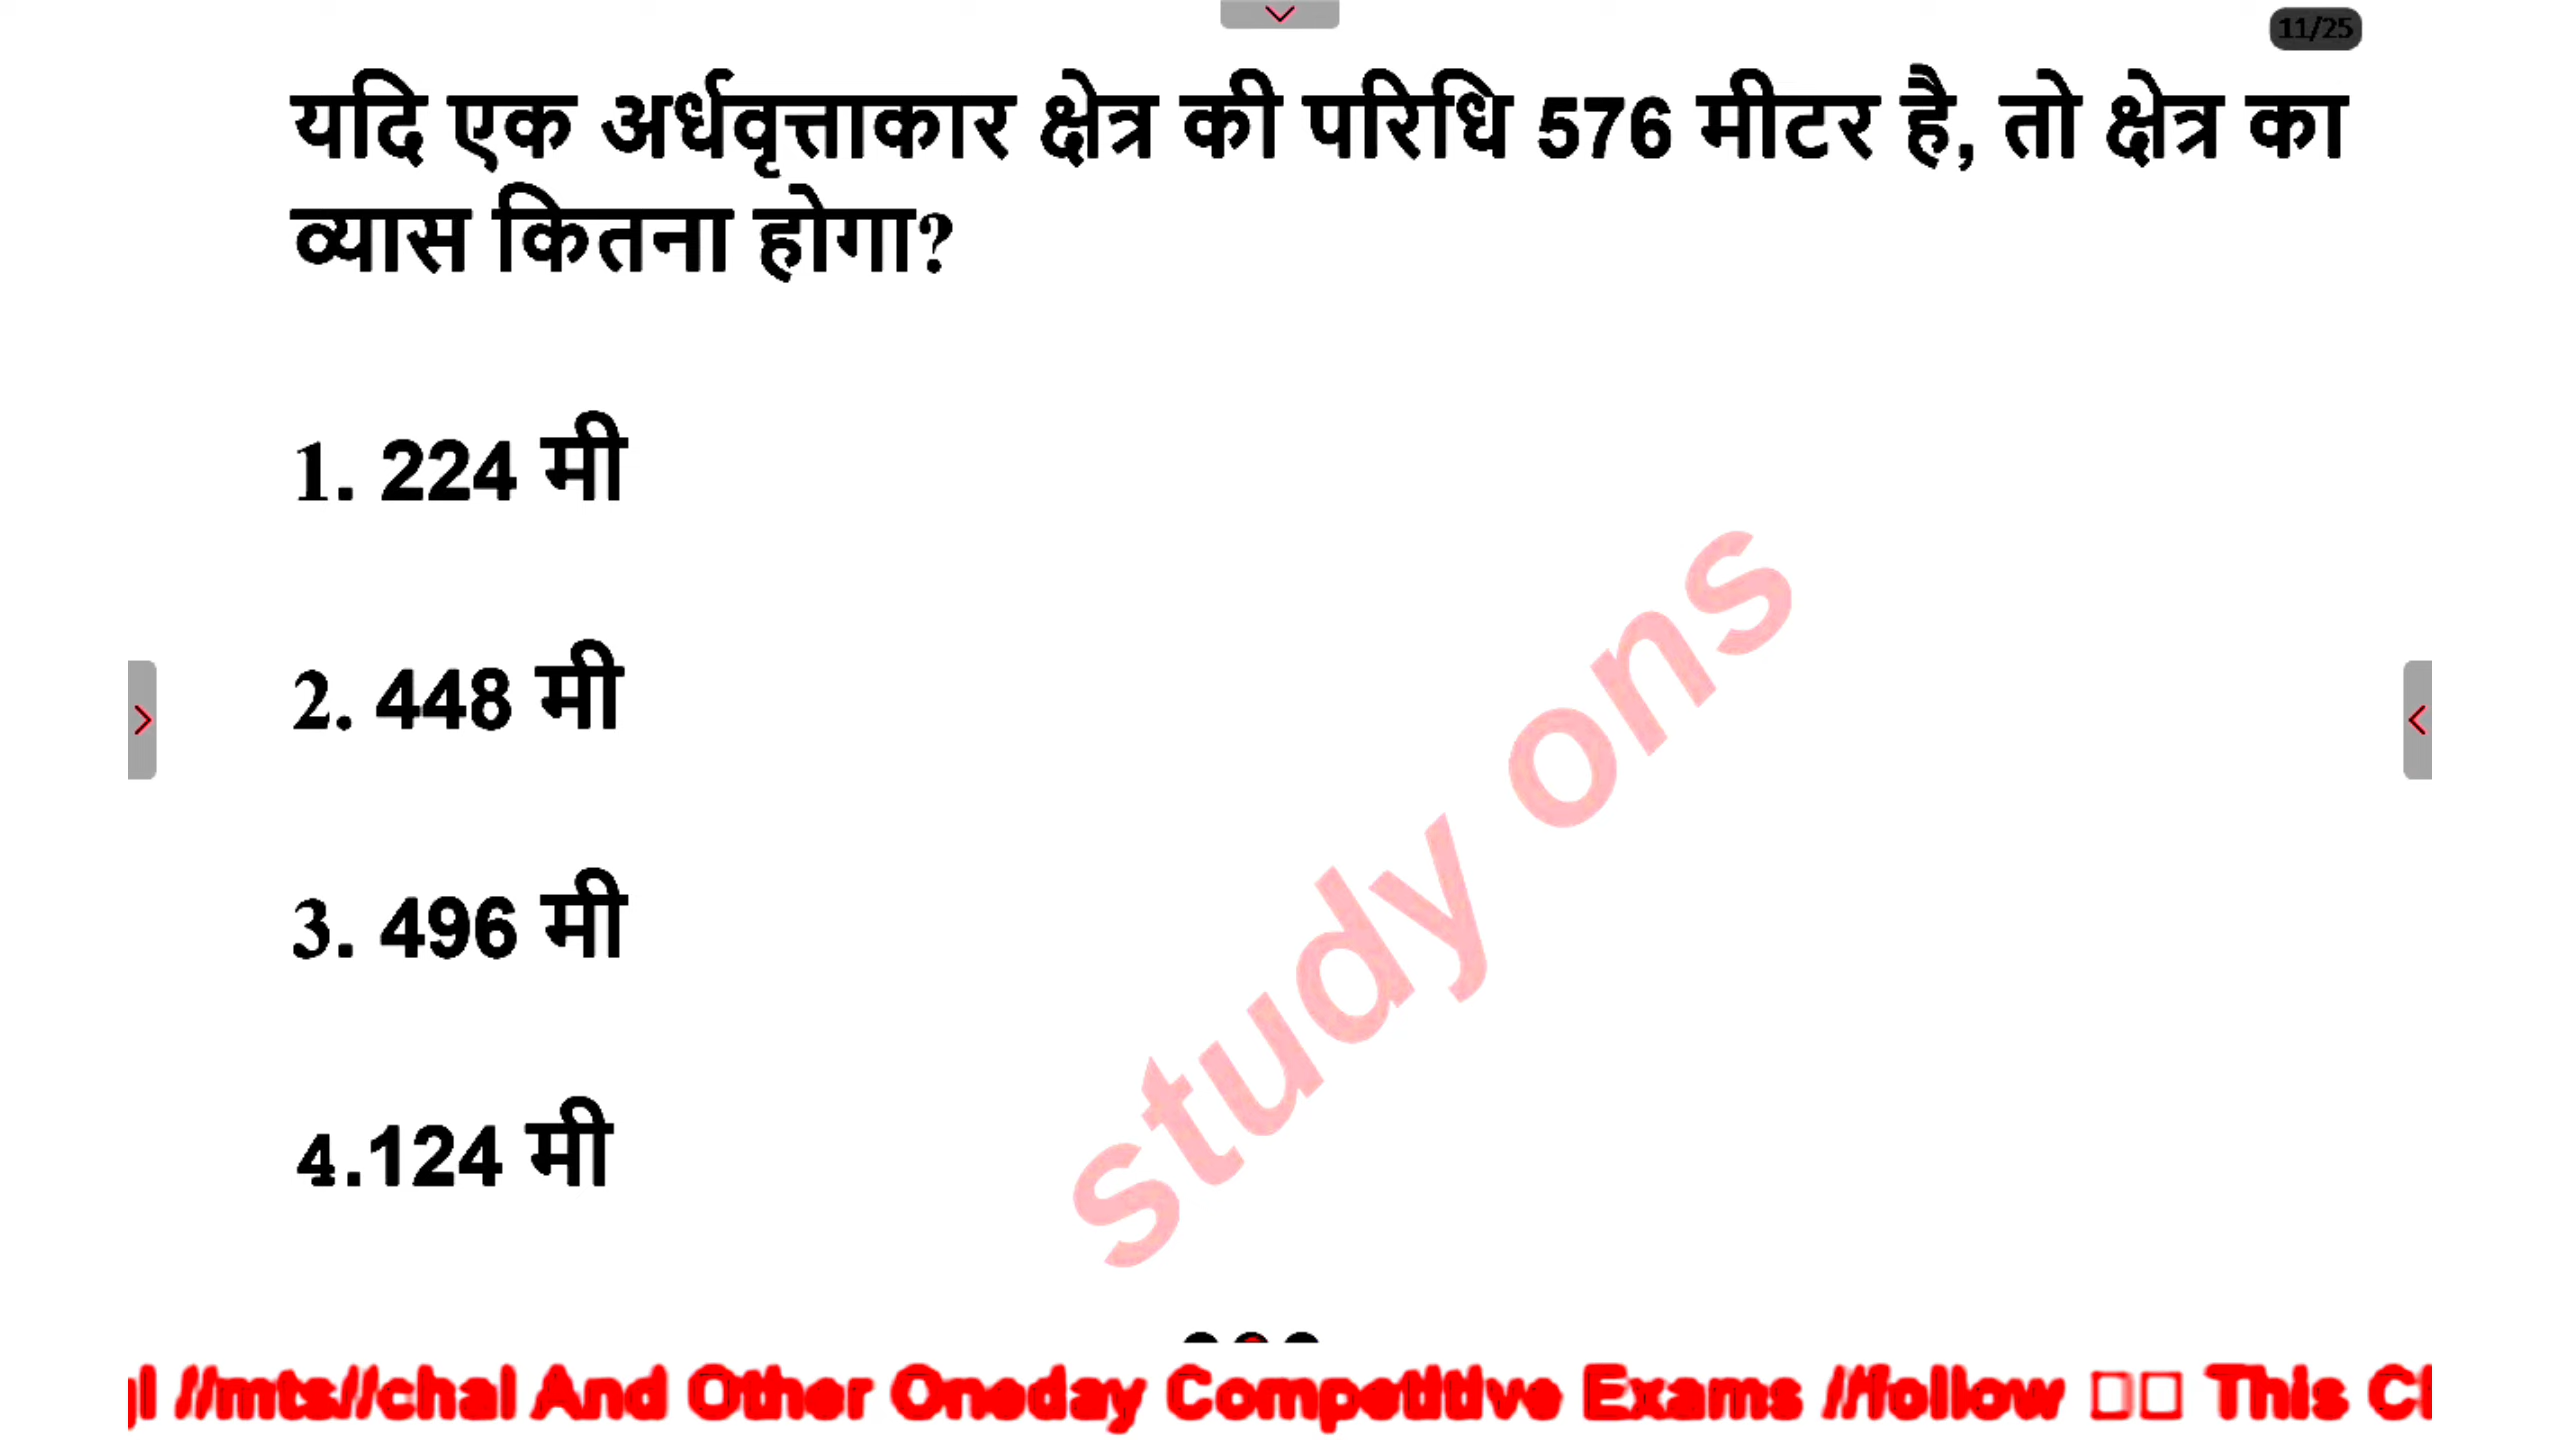 11/25
यदि एक अर्धवृत्ताकार क्षेत्र की परिधि 576 मीटर है, तो क्षेत्र का
व्यास कितना होगा?
1. 224 मी
2. 448 मी
3. 496 मी
4.124 मी
study ons
//mts//chal And Other Oneday Competitive Exams //follow This